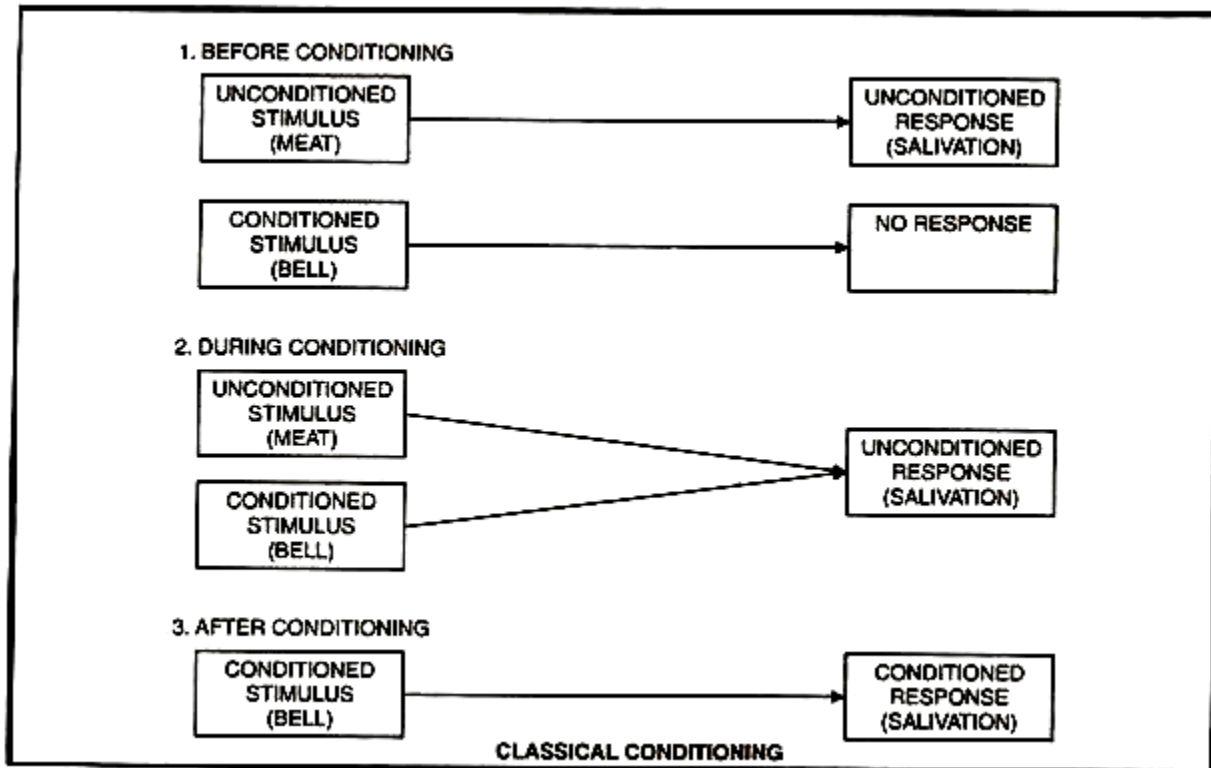 1. BEFORE CONDITIONING
UNCONDITIONED
STIMULUS
(MEAT)
UNCONDITIONED
RESPONSE
(SALIVATION)
CONDITIONED
STIMULUS
(BELL)
NO RESPONSE
2. DURING CONDITIONING
UNCONDITIONED
STIMULUS
(MEAT)
CONDITIONED
STIMULUS
(BELL)
UNCONDITIONED
RESPONSE
(SALIVATION)
3. AFTER CONDITIONING
CONDITIONED
STIMULUS
(BELL)
CONDITIONED
RESPONSE
(SALIVATION)
CLASSICAL CONDITIONING